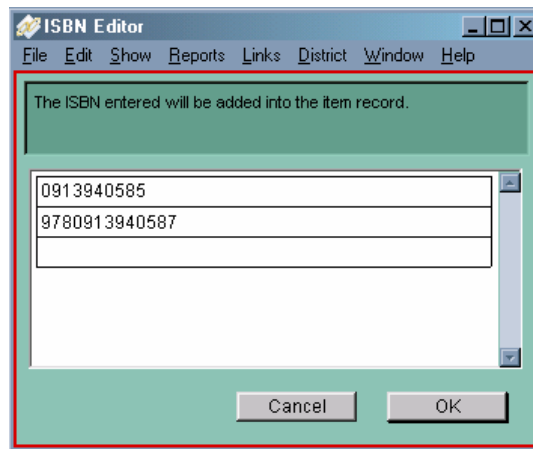 ISBN Editor
File Edit Show Reports Links District Window Help
The ISBN entered will be added into the item record.
0913940585
9780913940587
Cancel OK